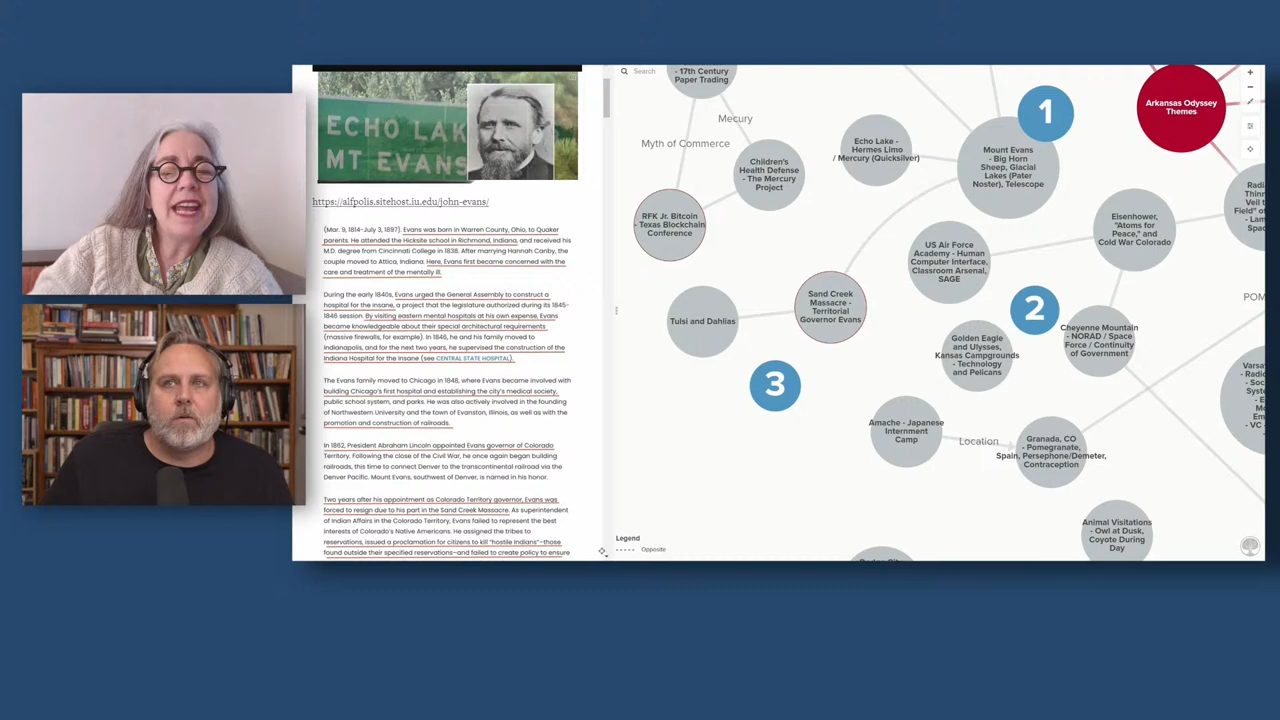 ECHO LAK
MT EVANS
https://alfpolis.sitehost.iu.edu/john-evans/
(Mar. 9, 1814-July 3, 1897). Evans was born in Warren County, Ohio, to Quaker
parents. He attended the Hicksite school in Richmond, Indiana, and received his
M.D. degree from Cincinnati College in 1838. After marrying Hannah Canby, the
couple moved to Attica, Indiana. Here, Evans first became concerned with the
care and treatment of the mentally ill.
During the early 1840s, Evans urged the General Assembly to construct a
hospital for the insane, a project that the legislature authorized during its 1845-
1846 session. By visiting eastern mental hospitals at his own expense, Evans
became knowledgeable about their special architectural requirements
(massive firewalls, for example). In 1846, he and his family moved to
Indianapolis, and for the next two years, he supervised the construction of the
Indiana Hospital for the Insane (see CENTRAL STATE HOSPITAL).
The Evans family moved to Chicago in 1848, where Evans became involved with
building Chicago's first hospital and establishing the city's medical society,
public school system, and parks. He was also actively involved in the founding
of Northwestern University and the town of Evanston, Illinois, as well as with the
promotion and construction of railroads.
In 1862, President Abraham Lincoln appointed Evans governor of Colorado
Territory. Following the close of the Civil War, he once again began building
railroads, this time to connect Denver to the transcontinental railroad via the
Denver Pacific. Mount Evans, southwest of Denver, is named in his honor.
Two years after his appointment as Colorado Territory governor, Evans was
forced to resign due to his part in the Sand Creek Massacre. As superintendent
of Indian Affairs in the Colorado Territory, Evans failed to represent the best
interests of Colorado's Native Americans. He assigned the tribes to
reservations, issued a proclamation for citizens to kill "hostile Indians"–those
found outside their specified reservations–and failed to create policy to ensure
Search
- 17th Century
Paper Trading
Mecury
Myth of Commerce
Children's
Health Defense
- The Mercury
Project
RFK Jr. Bitcoin
- Texas Blockchain
Conference
Echo Lake -
Hermes Limo
/ Mercury (Quicksilver)
1
Mount Evans
- Big Horn
Sheep, Glacial
Lakes (Pater
Noster), Telescope
Arkansas Odyssey
Themes
Eisenhower,
"Atoms for
Peace," and
Cold War Colorado
US Air Force
Academy - Human
Computer Interface,
Classroom Arsenal,
SAGE
Sand Creek
Massacre -
Territorial
Governor Evans
Tulsi and Dahlias
2
Cheyenne Mountain
- NORAD / Space
Force / Continuity
of Government
Golden Eagle
and Ulysses,
Kansas Campgrounds
- Technology
and Pelicans
3
Amache - Japanese
Internment
Camp
Location
Granada, CO
- Pomegranate,
Spain, Persephone/Demeter,
Contraception
Animal Visitations
- Owl at Dusk,
Coyote During
Day
Legend
Opposite